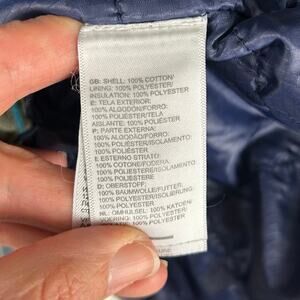 GB: SHELL: 100% COTTON/
LINING: 100% POLYESTER/
INSULATION: 100% POLYESTER
E: TELA EXTERIOR:
100% ALGODÓN/FORRO:
100% POLIÉSTER/TELA
AISLANTE: 100% POLIÉSTER
P: PARTE EXTERNA:
100% ALGODÃO/FORRO:
100% POLIÉSTER/ISOLAMENTO:
100% POLIÉSTER
I: ESTERNO STRATO:
100% COTONE/FODERA:
100% POLIESTERE/ISOLAMENTO
100% POLIESTERE
D: OBERSTOFF:
100% BAUMWOLLE/FUTTER:
100% POLYESTER/ISOLIERUNG:
100% POLYESTER
NL: OMHULSEL: 100% KATOEN/
VOERING: 100% POLYESTER/
100% POLYESTER